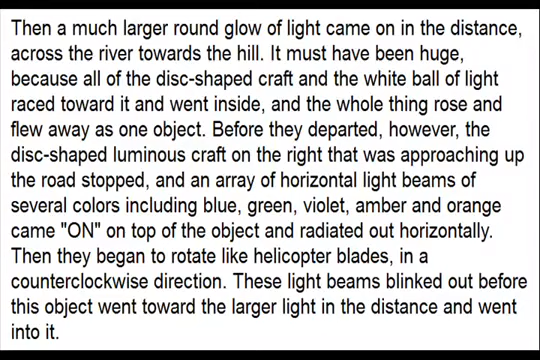 Then a much larger round glow of light came on in the distance,
across the river towards the hill. It must have been huge,
because all of the disc-shaped craft and the white ball of light
raced toward it and went inside, and the whole thing rose and
flew away as one object. Before they departed, however, the
disc-shaped luminous craft on the right that was approaching up
the road stopped, and an array of horizontal light beams of
several colors including blue, green, violet, amber and orange
came "ON" on top of the object and radiated out horizontally.
Then they began to rotate like helicopter blades, in a
counterclockwise direction. These light beams blinked out before
this object went toward the larger light in the distance and went
into it.